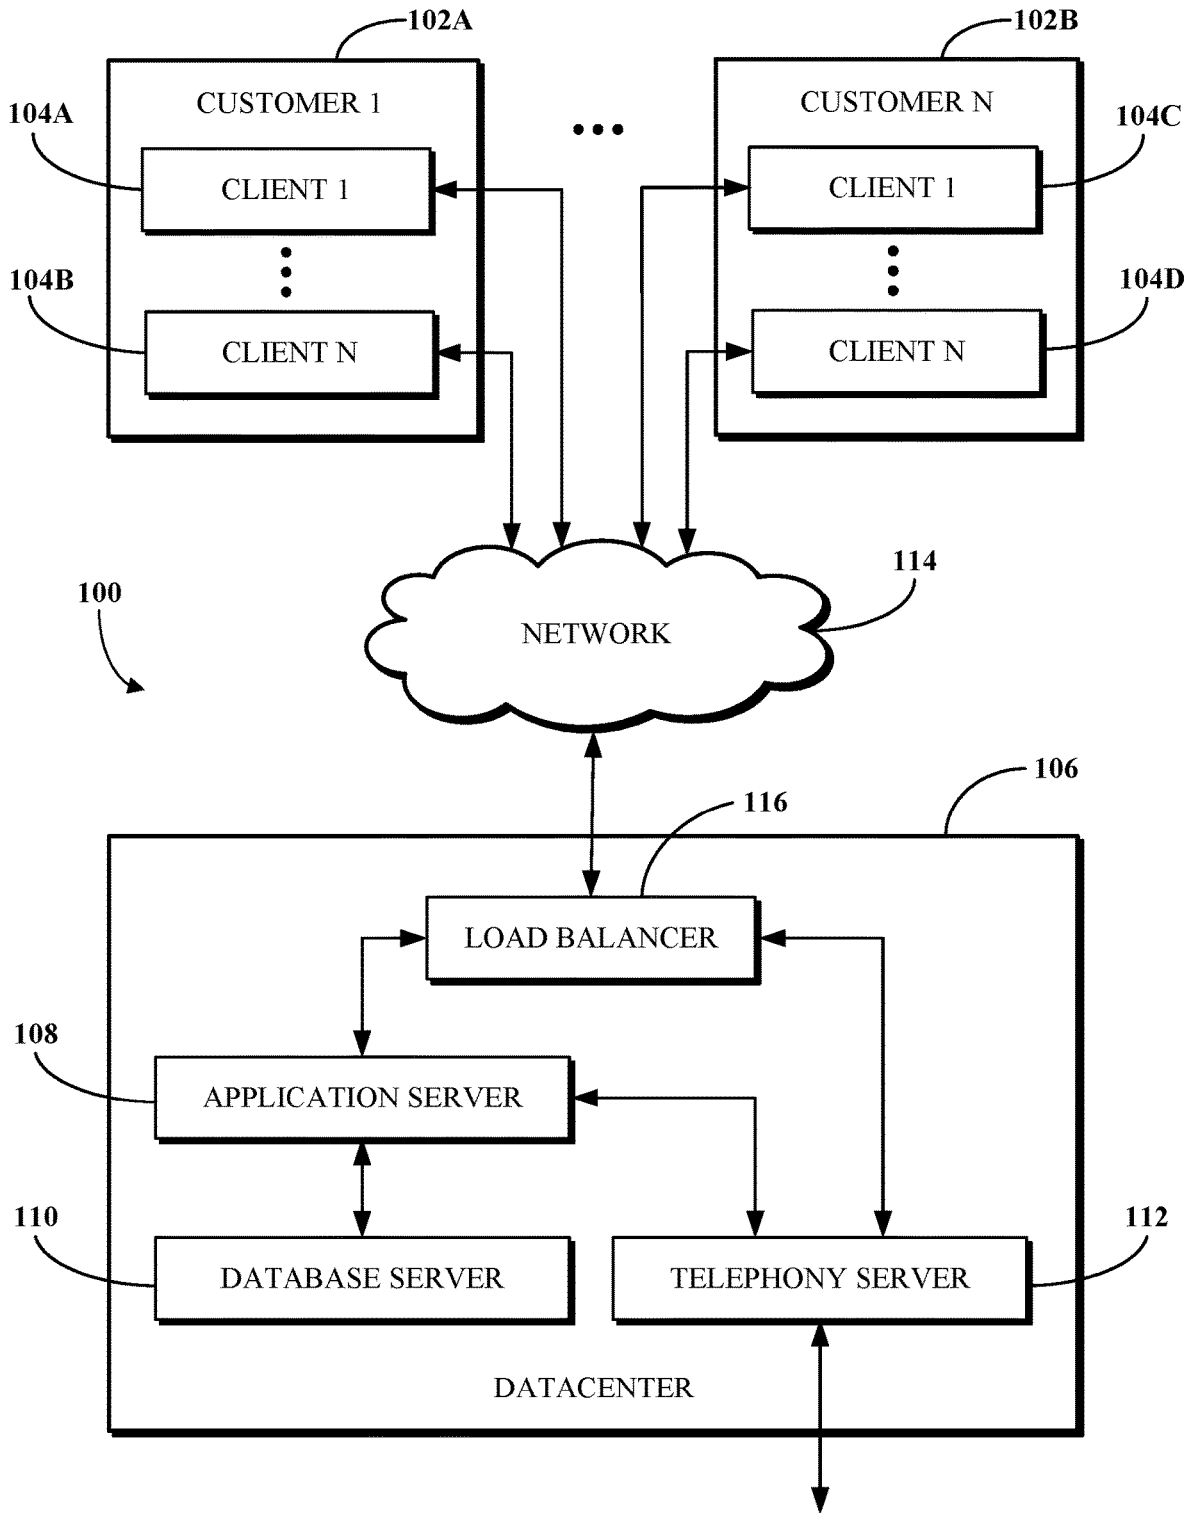 102A
102B
CUSTOMER 1
CUSTOMER N
104A
104C
CLIENT 1
CLIENT 1
104B
104D
CLIENT N
CLIENT N
114
100
NETWORK
106
116
LOAD BALANCER
108
APPLICATION SERVER
110
112
DATABASE SERVER
TELEPHONY SERVER
DATACENTER